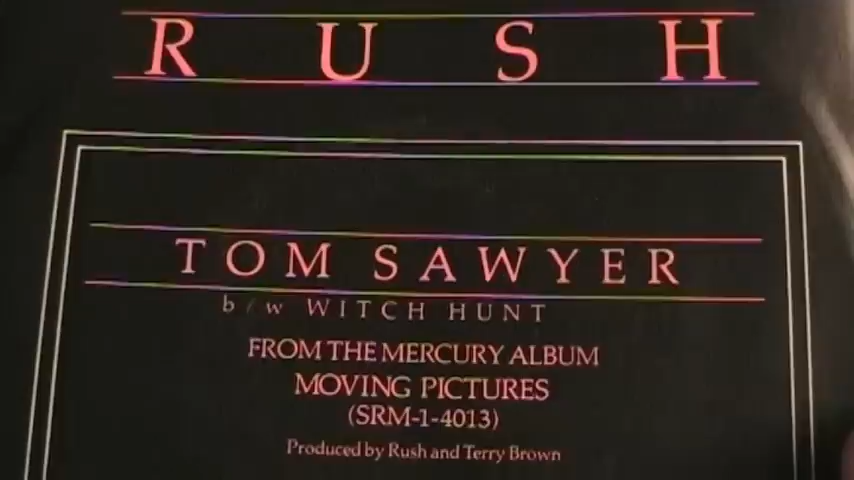 RUSH
TOM SAWYER
b/w WITCH HUNT
FROM THE MERCURY ALBUM
MOVING PICTURES
(SRM-1-4013)
Produced by Rush and Terry Brown